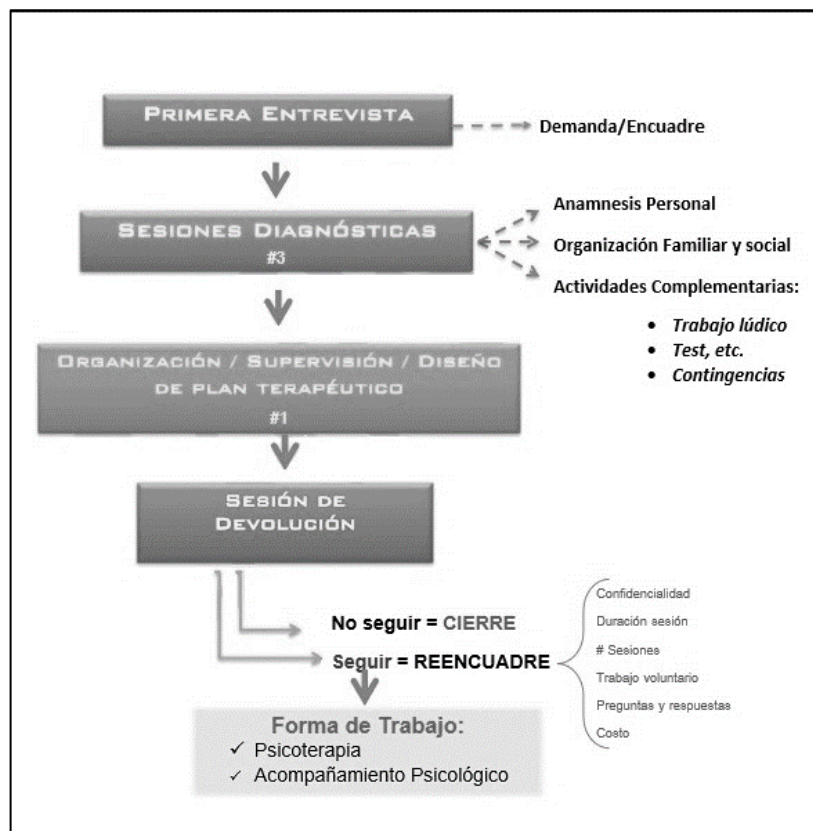 PRIMERA ENTREVISTA
Demanda/Encuadre
SESIONES DIAGNÓSTICAS
#3
Anamnesis Personal
Organización Familiar y social
Actividades Complementarias:
• Trabajo lúdico
• Test, etc.
• Contingencias
ORGANIZACIÓN / SUPERVISIÓN / DISEÑO
DE PLAN TERAPÉUTICO
#1
SESIÓN DE
DEVOLUCIÓN
No seguir = CIERRE
Seguir = REENCUADRE
Confidencialidad
Duración sesión
# Sesiones
Trabajo voluntario
Preguntas y respuestas
Costo
Forma de Trabajo:
✓ Psicoterapia
✓ Acompañamiento Psicológico